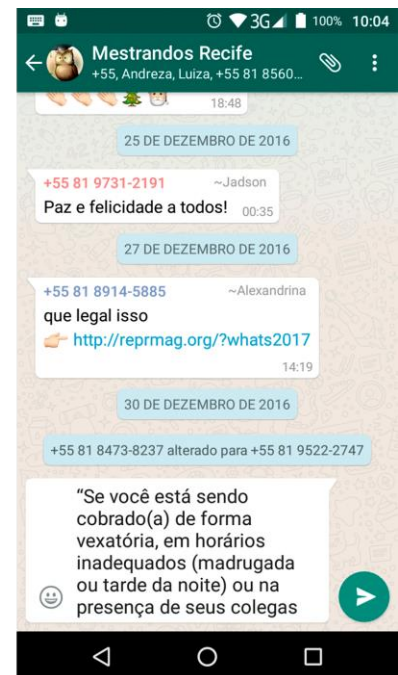 3G 100% 10:04
Mestrandos Recife
+55, Andreza, Luiza, +55 81 8560...
18:48
25 DE DEZEMBRO DE 2016
+55 81 9731-2191 ~Jadson
Paz e felicidade a todos! 00:35
27 DE DEZEMBRO DE 2016
+55 81 8914-5885 ~Alexandrina
que legal isso
👉🏻 http://reprmag.org/?whats2017
14:19
30 DE DEZEMBRO DE 2016
+55 81 8473-8237 alterado para +55 81 9522-2747
“Se você está sendo
cobrado(a) de forma
vexatória, em horários
inadequados (madrugada
ou tarde da noite) ou na
presença de seus colegas